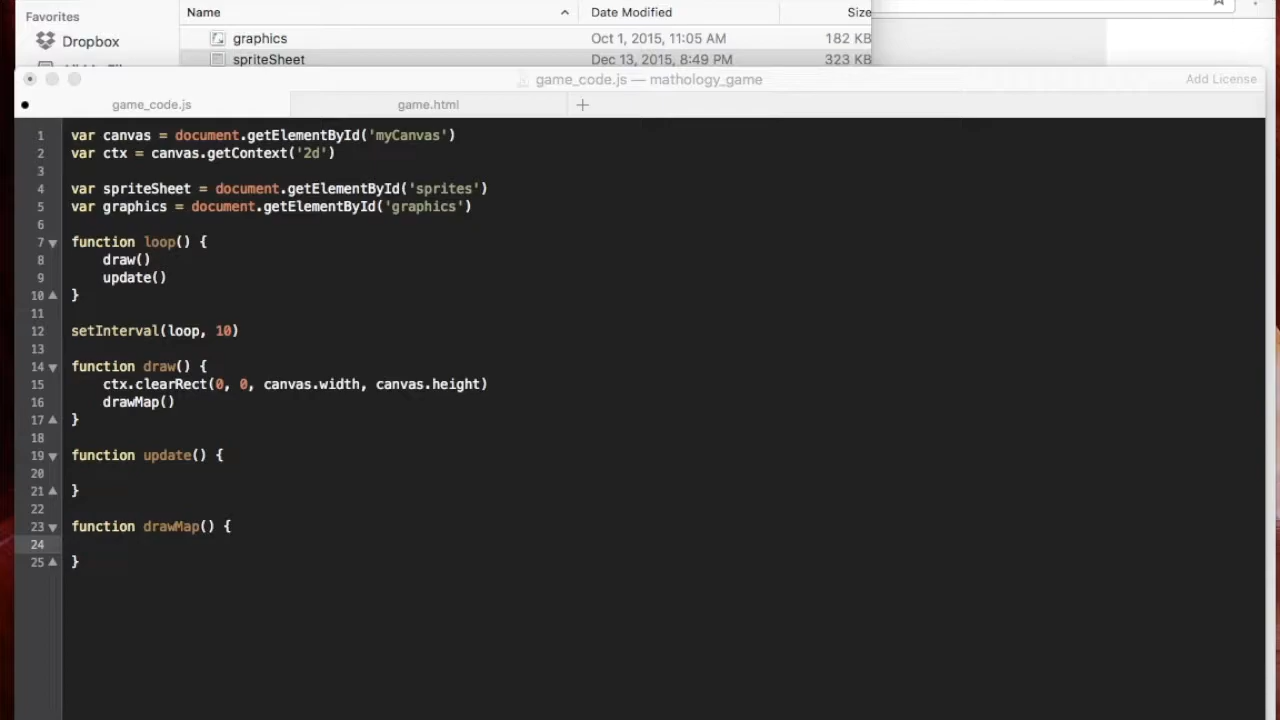 Favorites
Name
Date Modified
Size
Dropbox
graphics
Oct 1, 2015, 11:05 AM
182 KB
spriteSheet
Dec 13, 2015, 8:49 PM
323 KB
game_code.js — mathology_game
Add License
game_code.js
game.html
1 var canvas = document.getElementById('myCanvas')
2 var ctx = canvas.getContext('2d')
3
4 var spriteSheet = document.getElementById('sprites')
5 var graphics = document.getElementById('graphics')
6
7 function loop() {
8 draw()
9 update()
10 }
11
12 setInterval(loop, 10)
13
14 function draw() {
15 ctx.clearRect(0, 0, canvas.width, canvas.height)
16 drawMap()
17 }
18
19 function update() {
20
21 }
22
23 function drawMap() {
24
25 }